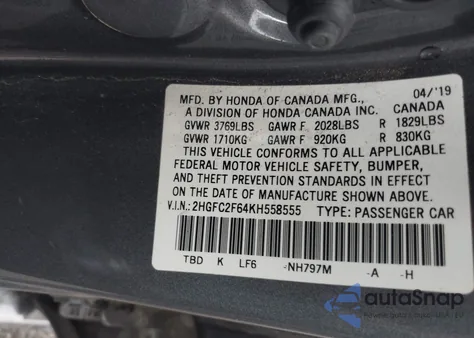 MFD. BY HONDA OF CANADA MFG., 04/'19
A DIVISION OF HONDA CANADA INC. CANADA
GVWR 3769LBS GAWR F 2028LBS R 1829LBS
GVWR 1710KG GAWR F 920KG R 830KG
THIS VEHICLE CONFORMS TO ALL APPLICABLE
FEDERAL MOTOR VEHICLE SAFETY, BUMPER,
AND THEFT PREVENTION STANDARDS IN EFFECT
ON THE DATE OF MANUFACTURE SHOWN ABOVE.
V.I.N.: 2HGFC2F64KH558555 TYPE: PASSENGER CAR
TBD K LF6 -NH797M -A -H
autoSnap